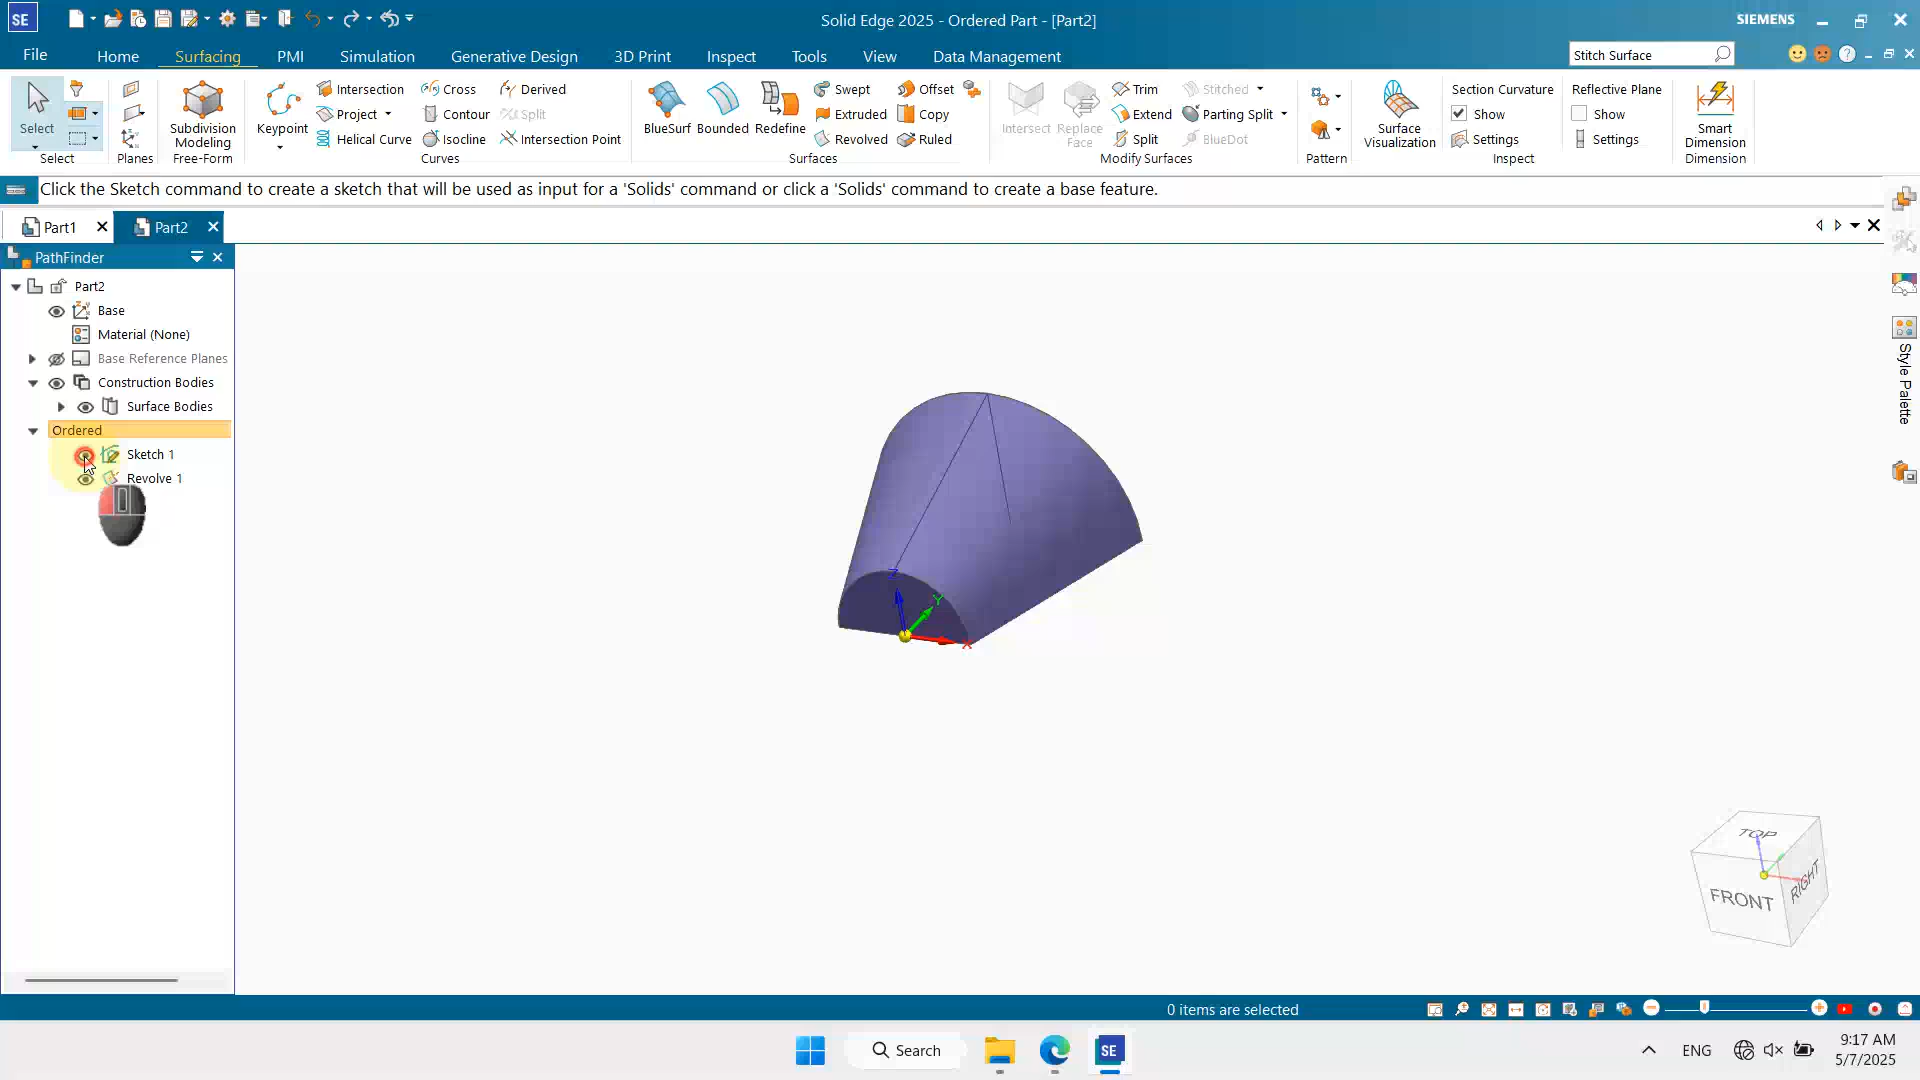 SE
Solid Edge 2025 - Ordered Part - [Part2]
SIEMENS
File
Home
Surfacing
PMI
Simulation
Generative Design
3D Print
Inspect
Tools
View
Data Management
Stitch Surface
Select
Select
Planes
Subdivision
Modeling
Free-Form
Keypoint
Intersection
Project
Helical Curve
Cross
Contour
Isocline
Derived
Split
Intersection Point
Curves
BlueSurf
Bounded
Redefine
Swept
Extruded
Revolved
Offset
Copy
Ruled
Surfaces
Intersect
Replace
Face
Trim
Extend
Split
Stitched
Parting Split
BlueDot
Modify Surfaces
Pattern
Surface
Visualization
Section Curvature
Show
Settings
Reflective Plane
Show
Settings
Inspect
Smart
Dimension
Dimension
Click the Sketch command to create a sketch that will be used as input for a 'Solids' command or click a 'Solids' command to create a base feature.
Part1
Part2
PathFinder
Part2
Base
Material (None)
Base Reference Planes
Construction Bodies
Surface Bodies
Ordered
Sketch 1
Revolve 1
Z
Y
X
Style Palette
TOP
FRONT
RIGHT
0 items are selected
Search
SE
ENG
9:17 AM
5/7/2025